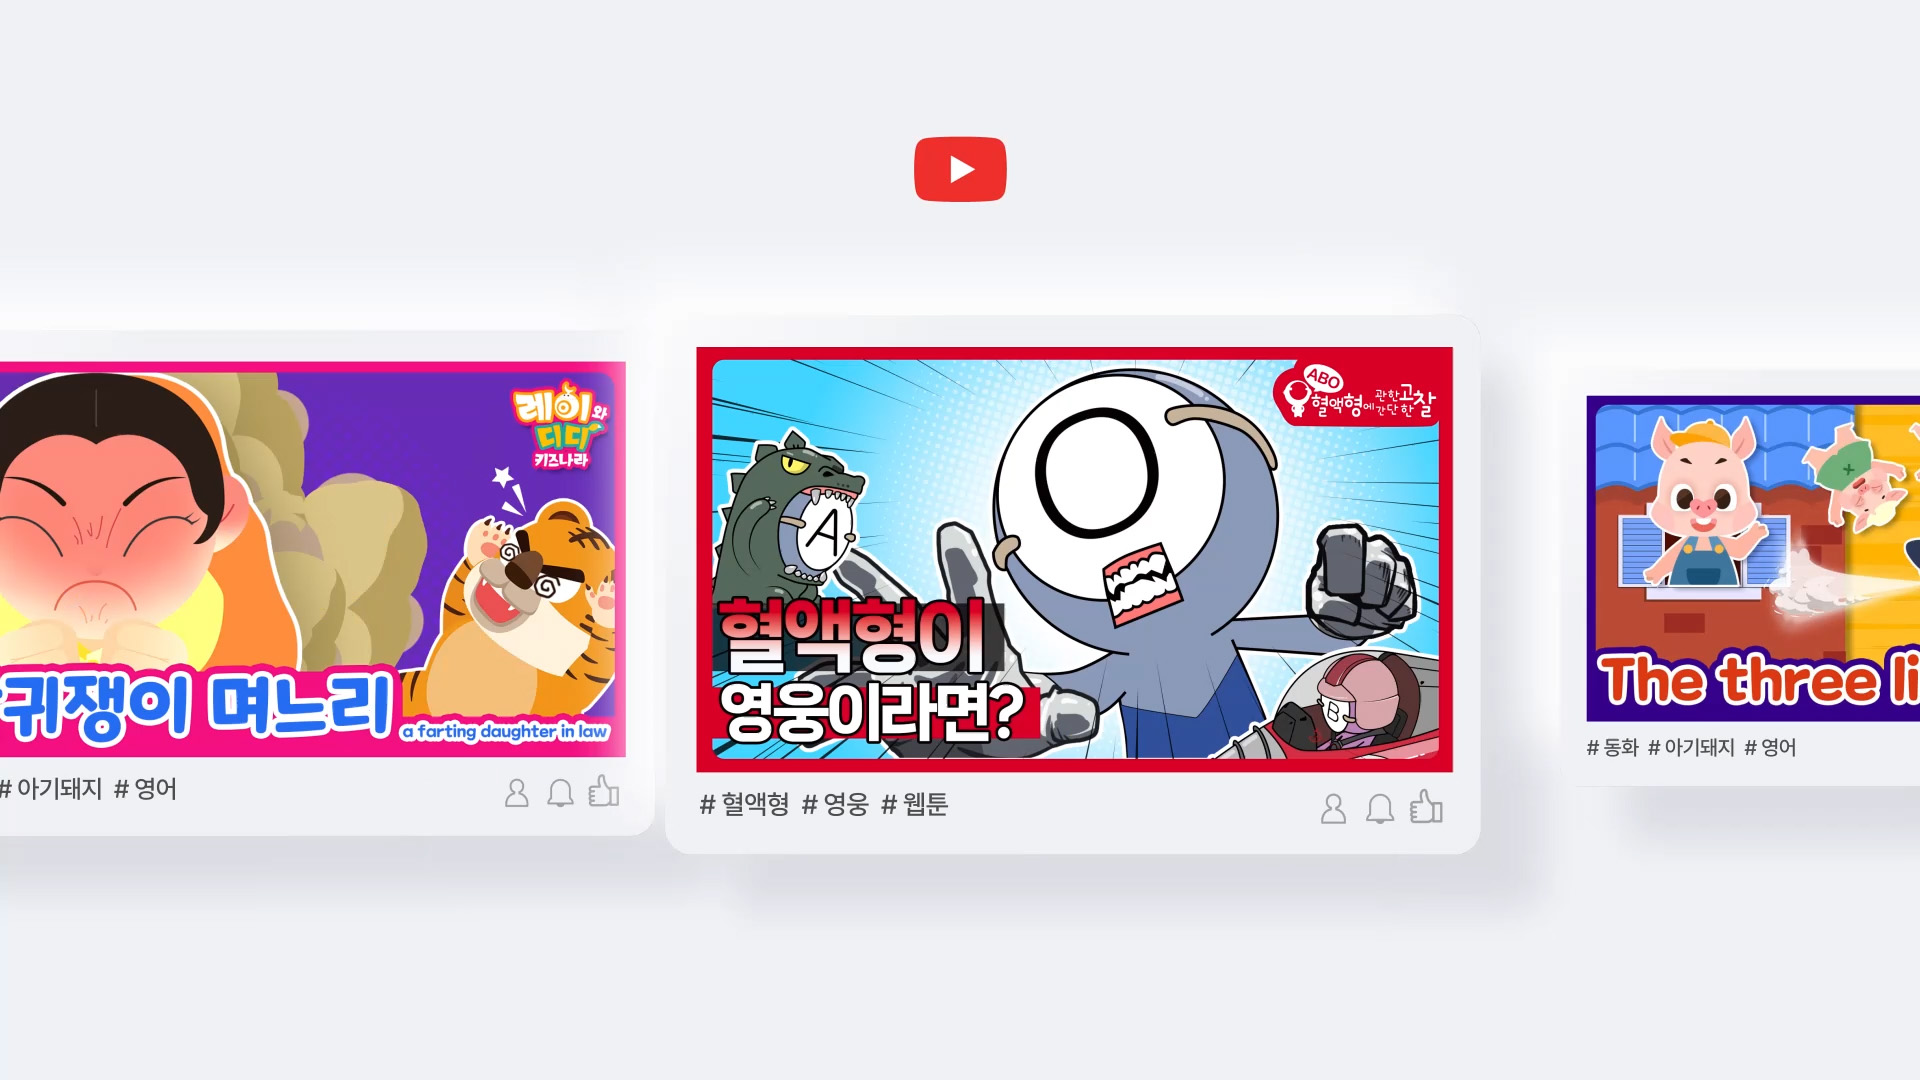 레이와
디디
키즈나라
귀쟁이 며느리
a farting daughter in law
# 아기돼지 # 영어
ABO
혈액형에 관한 간단한 고찰
O
A
B
혈액형이
영웅이라면?
# 혈액형 # 영웅 # 웹툰
The three li
# 동화 # 아기돼지 # 영어